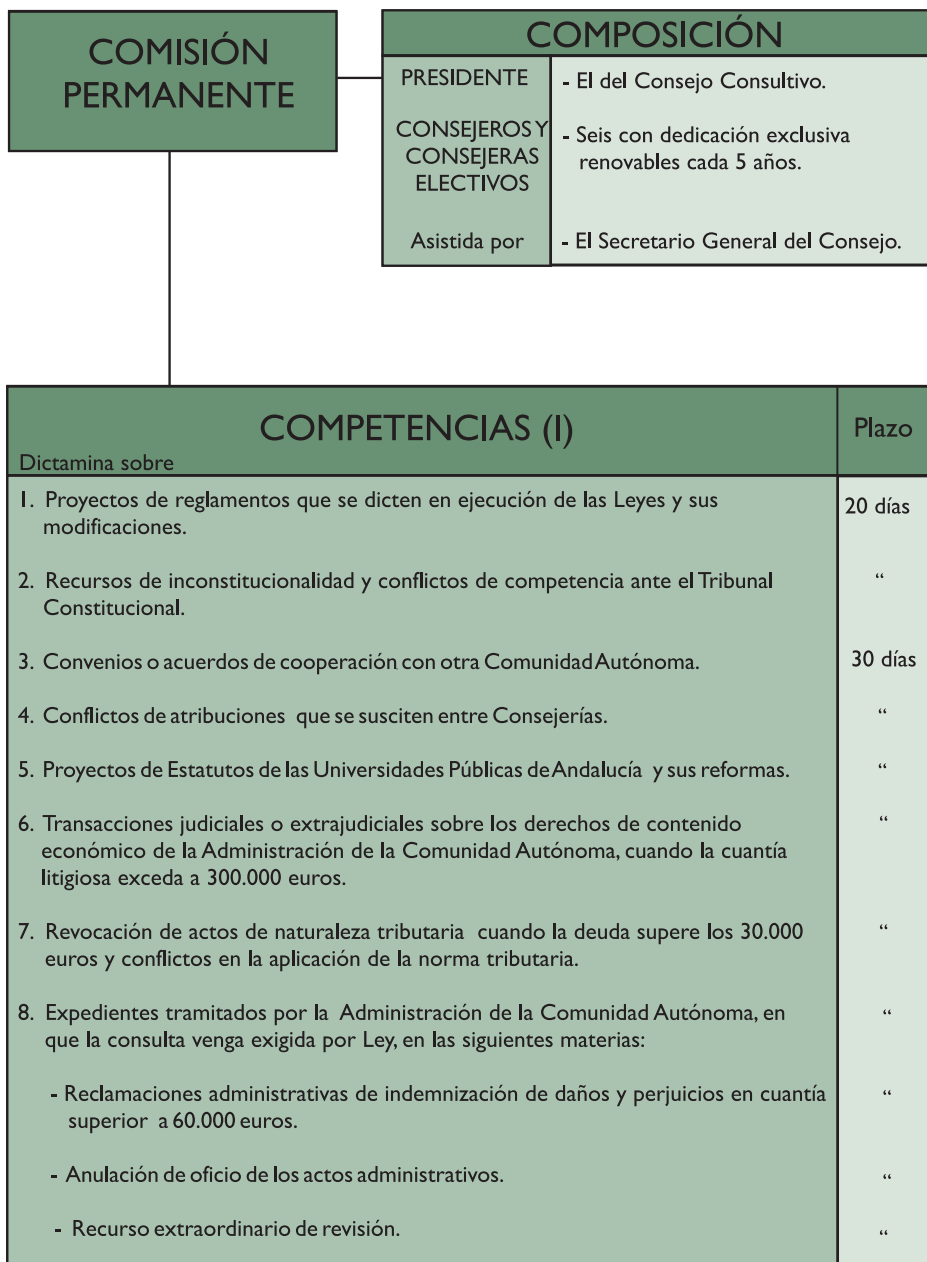 COMISIÓN
PERMANENTE
COMPOSICIÓN
PRESIDENTE
- El del Consejo Consultivo.
CONSEJEROS Y
CONSEJERAS
ELECTIVOS
- Seis con dedicación exclusiva
renovables cada 5 años.
Asistida por
- El Secretario General del Consejo.
COMPETENCIAS (I)
Plazo
Dictamina sobre
1. Proyectos de reglamentos que se dicten en ejecución de las Leyes y sus
modificaciones.
20 días
2. Recursos de inconstitucionalidad y conflictos de competencia ante el Tribunal
Constitucional.
“
3. Convenios o acuerdos de cooperación con otra Comunidad Autónoma.
30 días
4. Conflictos de atribuciones que se susciten entre Consejerías.
“
5. Proyectos de Estatutos de las Universidades Públicas de Andalucía y sus reformas.
“
6. Transacciones judiciales o extrajudiciales sobre los derechos de contenido
económico de la Administración de la Comunidad Autónoma, cuando la cuantía
litigiosa exceda a 300.000 euros.
“
7. Revocación de actos de naturaleza tributaria cuando la deuda supere los 30.000
euros y conflictos en la aplicación de la norma tributaria.
“
8. Expedientes tramitados por la Administración de la Comunidad Autónoma, en
que la consulta venga exigida por Ley, en las siguientes materias:
“
- Reclamaciones administrativas de indemnización de daños y perjuicios en cuantía
superior a 60.000 euros.
“
- Anulación de oficio de los actos administrativos.
“
- Recurso extraordinario de revisión.
“